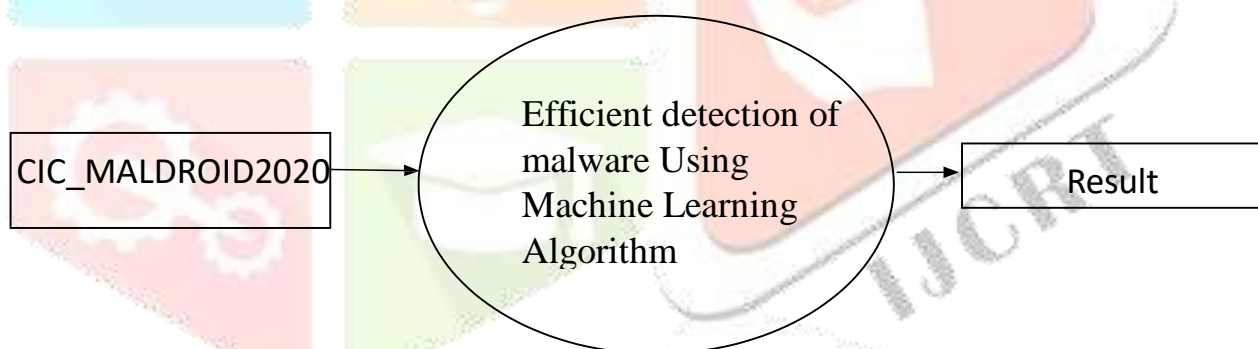 CIC_MALDROID2020
Efficient detection of
malware Using
Machine Learning
Algorithm
Result
IJCRT